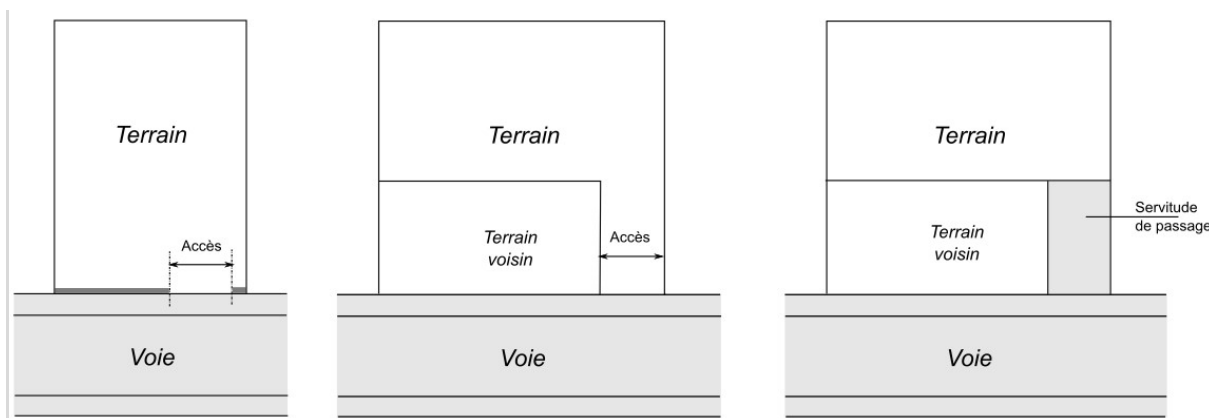 Terrain
Accès
Voie
Terrain
Terrain
voisin
Accès
Voie
Terrain
Terrain
voisin
Servitude
de passage
Voie